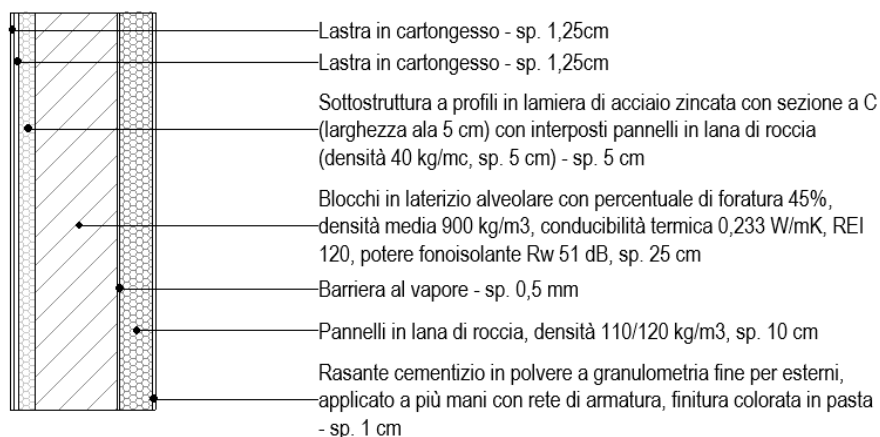 Lastra in cartongesso - sp. 1,25cm
Lastra in cartongesso - sp. 1,25cm
Sottostruttura a profili in lamiera di acciaio zincata con sezione a C
(larghezza ala 5 cm) con interposti pannelli in lana di roccia
(densità 40 kg/mc, sp. 5 cm) - sp. 5 cm
Blocchi in laterizio alveolare con percentuale di foratura 45%,
densità media 900 kg/m3, conducibilità termica 0,233 W/mK, REI
120, potere fonoisolante Rw 51 dB, sp. 25 cm
Barriera al vapore - sp. 0,5 mm
Pannelli in lana di roccia, densità 110/120 kg/m3, sp. 10 cm
Rasante cementizio in polvere a granulometria fine per esterni,
applicato a più mani con rete di armatura, finitura colorata in pasta
- sp. 1 cm